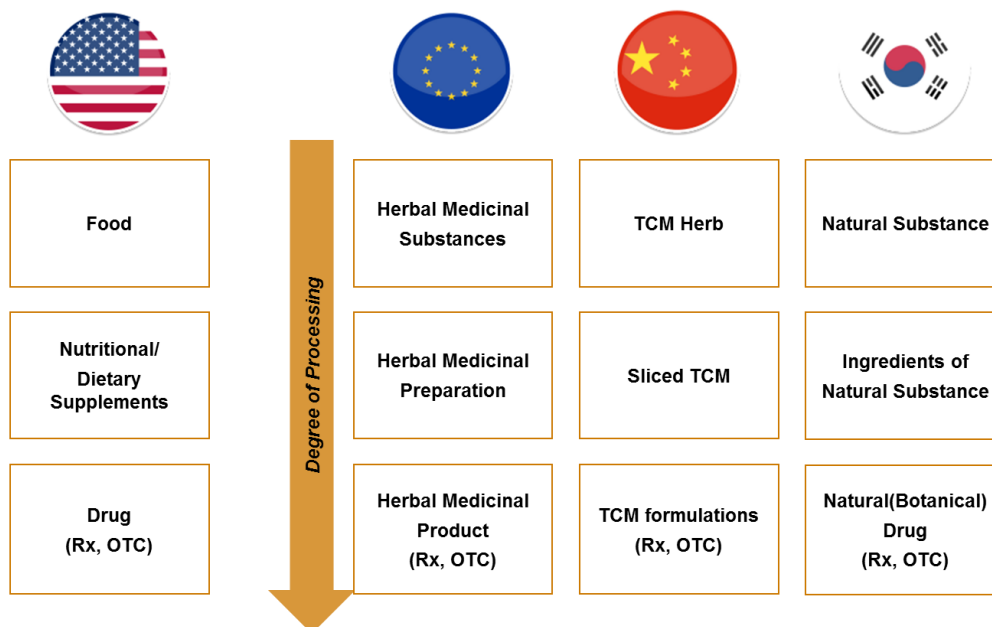 Food
Nutritional/
Dietary
Supplements
Drug
(Rx, OTC)
Degree of Processing
Herbal Medicinal
Substances
Herbal Medicinal
Preparation
Herbal Medicinal
Product
(Rx, OTC)
TCM Herb
Sliced TCM
TCM formulations
(Rx, OTC)
Natural Substance
Ingredients of
Natural Substance
Natural(Botanical)
Drug
(Rx, OTC)